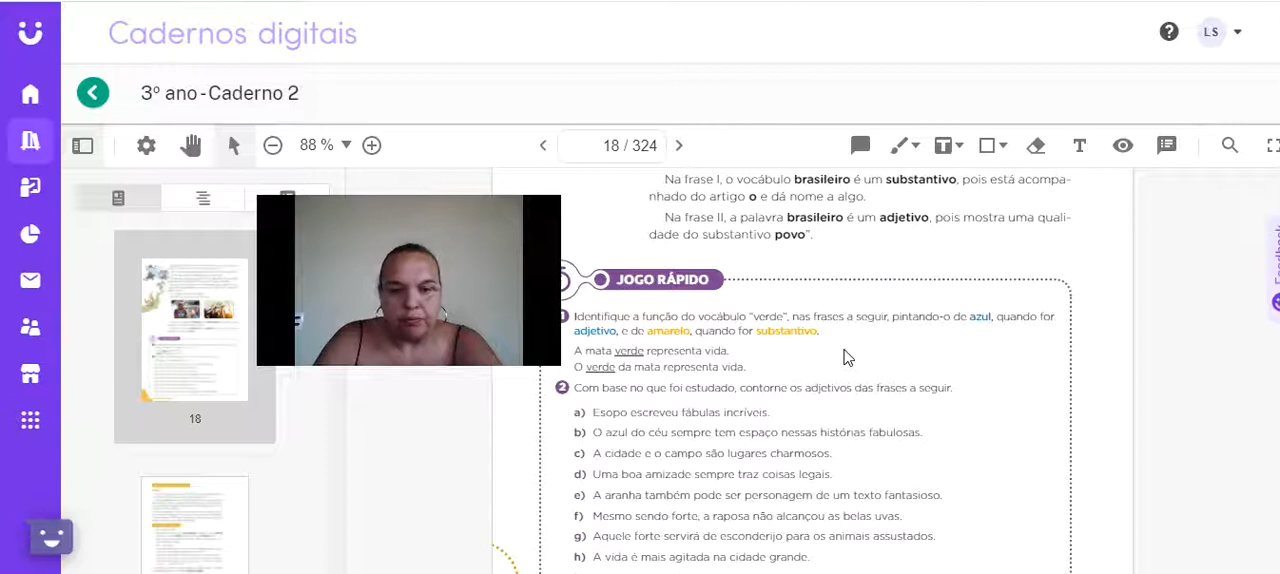 Cadernos digitais
LS
3º ano - Caderno 2
88 %
18 / 324
T
T
Na frase I, o vocábulo brasileiro é um substantivo, pois está acompa-
nhado do artigo o e dá nome a algo.
Na frase II, a palavra brasileiro é um adjetivo, pois mostra uma quali-
dade do substantivo povo".
JOGO RÁPIDO
1 Identifique a função do vocábulo "verde", nas frases a seguir, pintando-o de azul, quando for
adjetivo, e de amarelo, quando for substantivo.
A mata verde representa vida.
O verde da mata representa vida.
2 Com base no que foi estudado, contorne os adjetivos das frases a seguir.
a) Esopo escreveu fábulas incríveis.
b) O azul do céu sempre tem espaço nessas histórias fabulosas.
c) A cidade e o campo são lugares charmosos.
d) Uma boa amizade sempre traz coisas legais.
e) A aranha também pode ser personagem de um texto fantasioso.
f) Mesmo sendo forte, a raposa não alcançou as belas uvas.
g) Aquele forte servirá de esconderijo para os animais assustados.
h) A vida é mais agitada na cidade grande.
18
Feedback